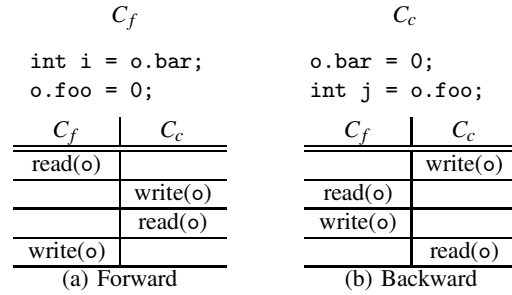 C_f C_c
int i = o.bar; o.bar = 0;
o.foo = 0; int j = o.foo;
C_f C_c C_f C_c
read(o) write(o)
write(o) read(o)
read(o) write(o)
write(o) read(o)
(a) Forward (b) Backward